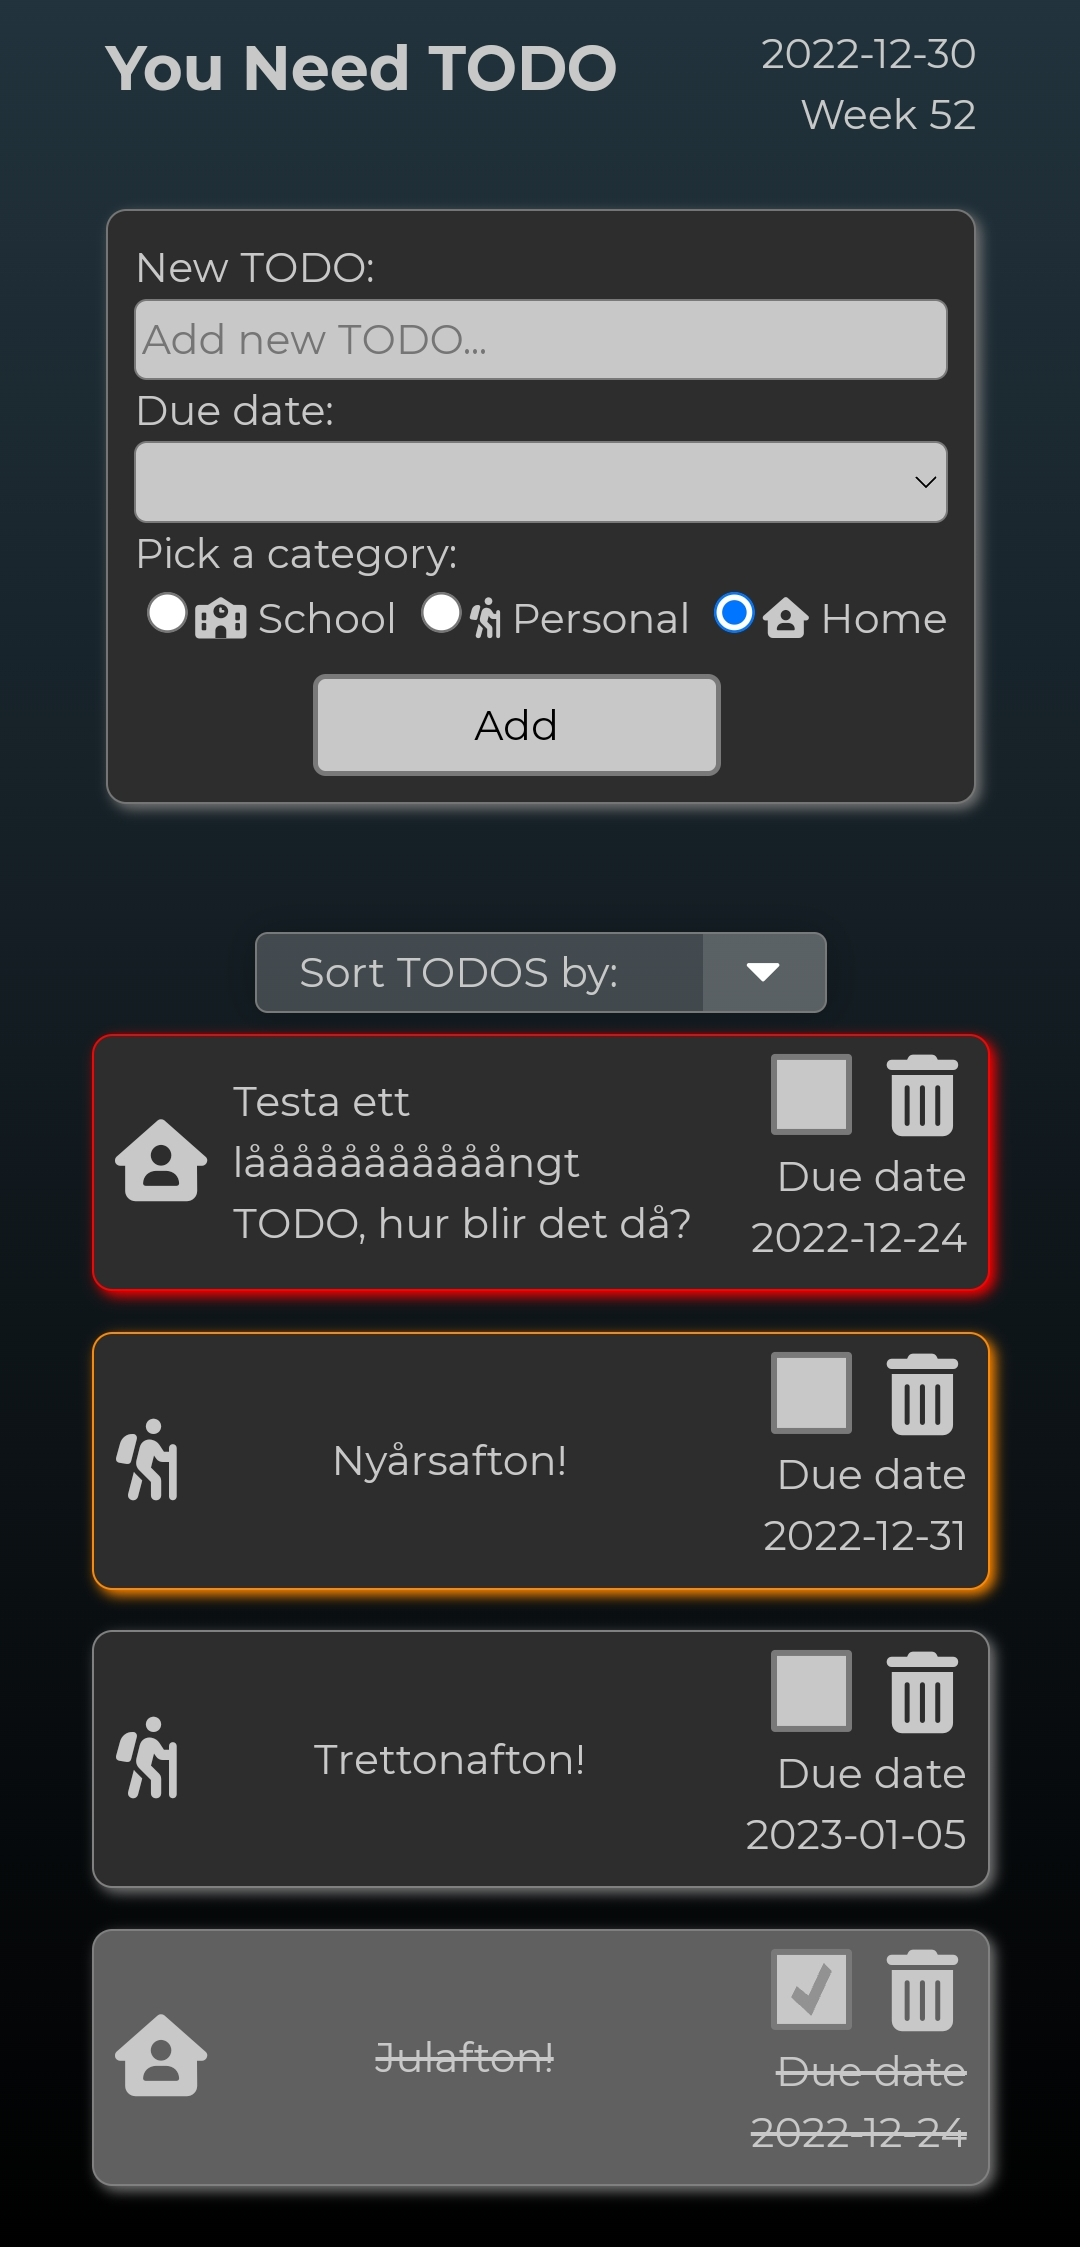 You Need TODO
2022-12-30
Week 52
New TODO:
Add new TODO...
Due date:
Pick a category:
School Personal Home
Add
Sort TODOS by:
Testa ett
lååååååååååångt
TODO, hur blir det då?
Due date
2022-12-24
Nyårsafton!
Due date
2022-12-31
Trettonafton!
Due date
2023-01-05
Julafton!
Due date
2022-12-24